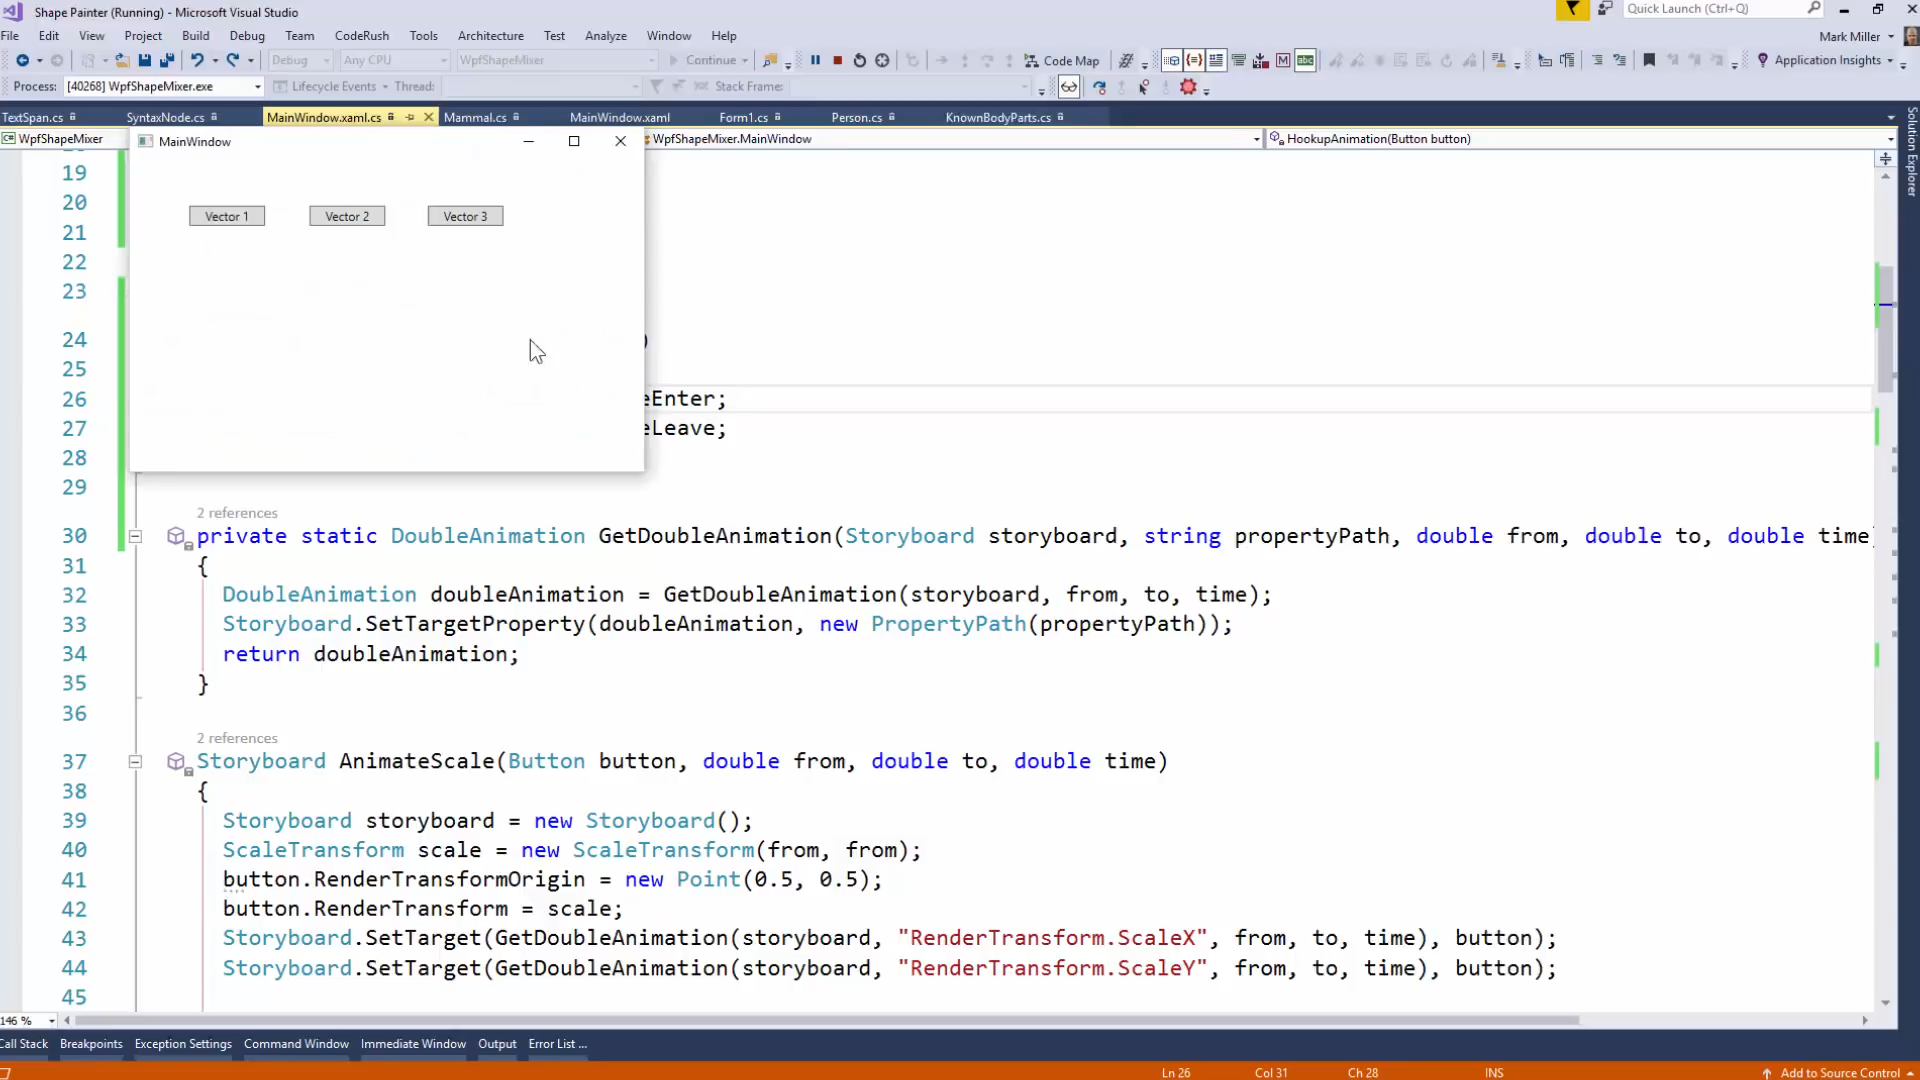 Shape Painter (Running) - Microsoft Visual Studio
Quick Launch (Ctrl+Q)
File Edit View Project Build Debug Team CodeRush Tools Architecture Test Analyze Window Help
Mark Miller
Debug Any CPU WpfShapeMixer Continue Code Map Application Insights
Process: [40268] WpfShapeMixer.exe Lifecycle Events Thread: Stack Frame:
TextSpan.cs SyntaxNode.cs MainWindow.xaml.cs Mammal.cs MainWindow.xaml Form1.cs Person.cs KnownBodyParts.cs
Solution Explorer
WpfShapeMixer WpfShapeMixer.MainWindow HookupAnimation(Button button)
MainWindow
Vector 1 Vector 2 Vector 3
19
20
21
22
23
24 )
25
26 eEnter;
27 eLeave;
28
29
2 references
30 private static DoubleAnimation GetDoubleAnimation(Storyboard storyboard, string propertyPath, double from, double to, double time
31 {
32 DoubleAnimation doubleAnimation = GetDoubleAnimation(storyboard, from, to, time);
33 Storyboard.SetTargetProperty(doubleAnimation, new PropertyPath(propertyPath));
34 return doubleAnimation;
35 }
36
2 references
37 Storyboard AnimateScale(Button button, double from, double to, double time)
38 {
39 Storyboard storyboard = new Storyboard();
40 ScaleTransform scale = new ScaleTransform(from, from);
41 button.RenderTransformOrigin = new Point(0.5, 0.5);
42 button.RenderTransform = scale;
43 Storyboard.SetTarget(GetDoubleAnimation(storyboard, "RenderTransform.ScaleX", from, to, time), button);
44 Storyboard.SetTarget(GetDoubleAnimation(storyboard, "RenderTransform.ScaleY", from, to, time), button);
45
146 %
Call Stack Breakpoints Exception Settings Command Window Immediate Window Output Error List ...
Ln 26 Col 31 Ch 28 INS Add to Source Control